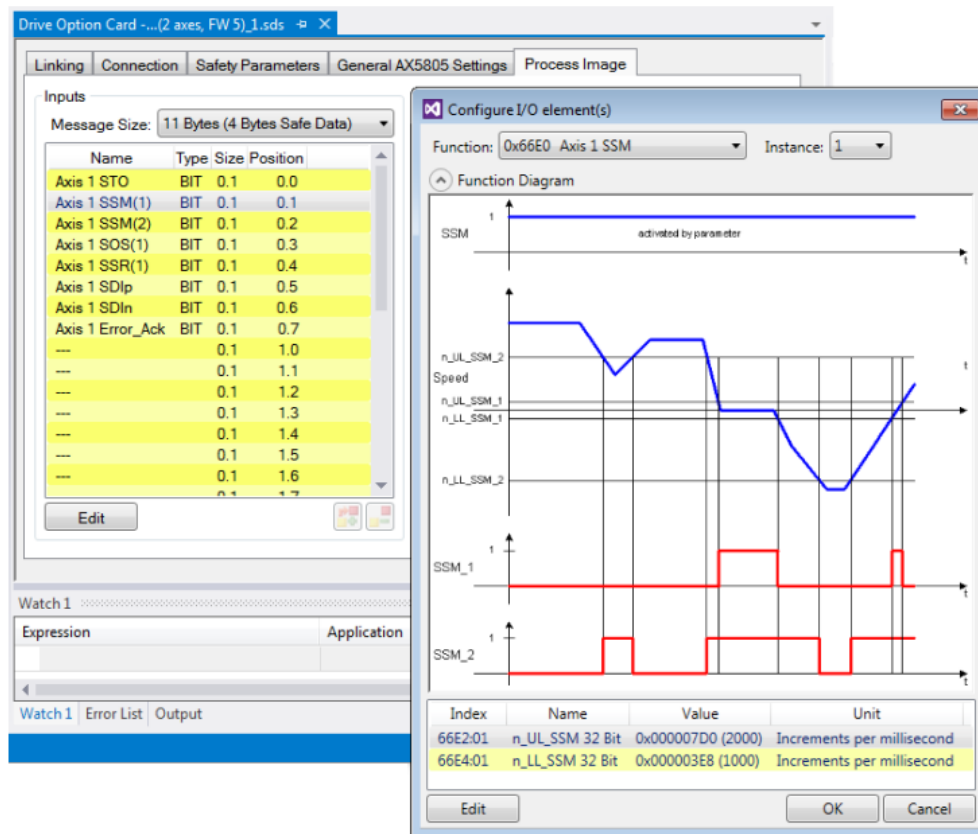 Drive Option Card -...(2 axes, FW 5)_1.sds
Linking Connection Safety Parameters General AX5805 Settings Process Image
Inputs
Message Size: 11 Bytes (4 Bytes Safe Data)
Name Type Size Position
Axis 1 STO BIT 0.1 0.0
Axis 1 SSM(1) BIT 0.1 0.1
Axis 1 SSM(2) BIT 0.1 0.2
Axis 1 SOS(1) BIT 0.1 0.3
Axis 1 SSR(1) BIT 0.1 0.4
Axis 1 SDIp BIT 0.1 0.5
Axis 1 SDIn BIT 0.1 0.6
Axis 1 Error_Ack BIT 0.1 0.7
--- 0.1 1.0
--- 0.1 1.1
--- 0.1 1.2
--- 0.1 1.3
--- 0.1 1.4
--- 0.1 1.5
--- 0.1 1.6
0.1 1.7
Edit
Watch 1
Expression Application
Watch 1 Error List Output
Configure I/O element(s)
Function: 0x66E0 Axis 1 SSM Instance: 1
Function Diagram
1
SSM
activated by parameter
t
n_UL_SSM_2
t
Speed
n_UL_SSM_1
n_LL_SSM_1
n_LL_SSM_2
1
SSM_1
t
1
SSM_2
t
Index Name Value Unit
66E2:01 n_UL_SSM 32 Bit 0x000007D0 (2000) Increments per millisecond
66E4:01 n_LL_SSM 32 Bit 0x000003E8 (1000) Increments per millisecond
Edit OK Cancel